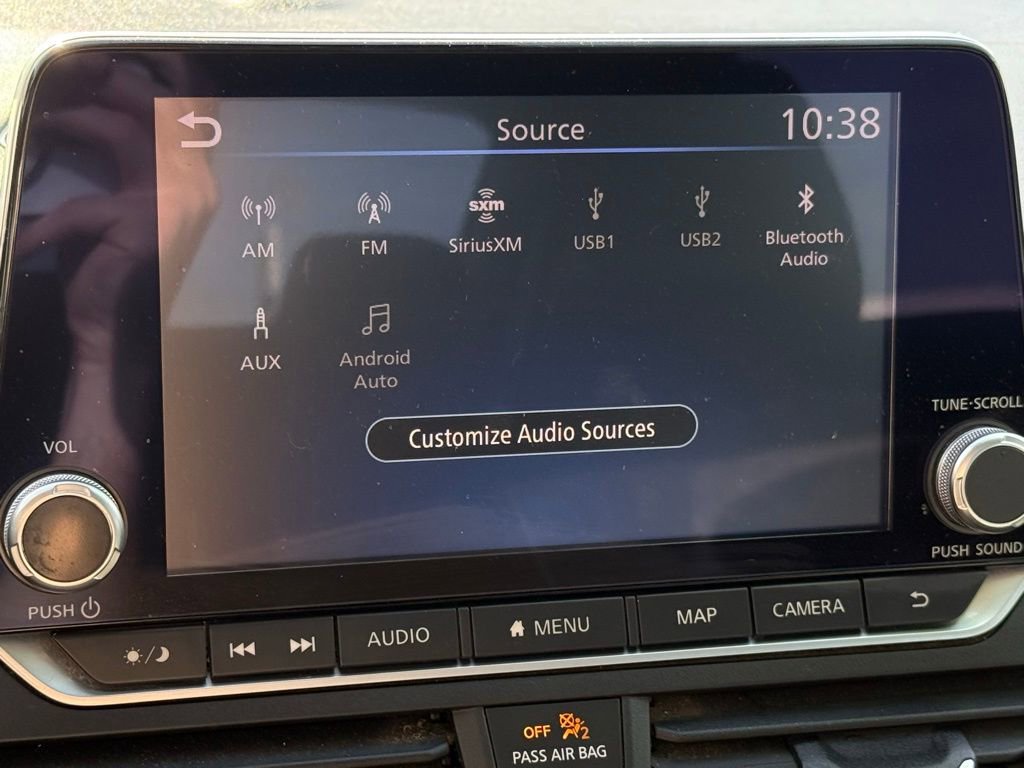 Source
10:38
AM
FM
sxm
SiriusXM
USB1
USB2
Bluetooth
Audio
AUX
Android
Auto
Customize Audio Sources
VOL
PUSH
TUNE·SCROLL
PUSH SOUND
AUDIO
MENU
MAP
CAMERA
OFF 2
PASS AIR BAG